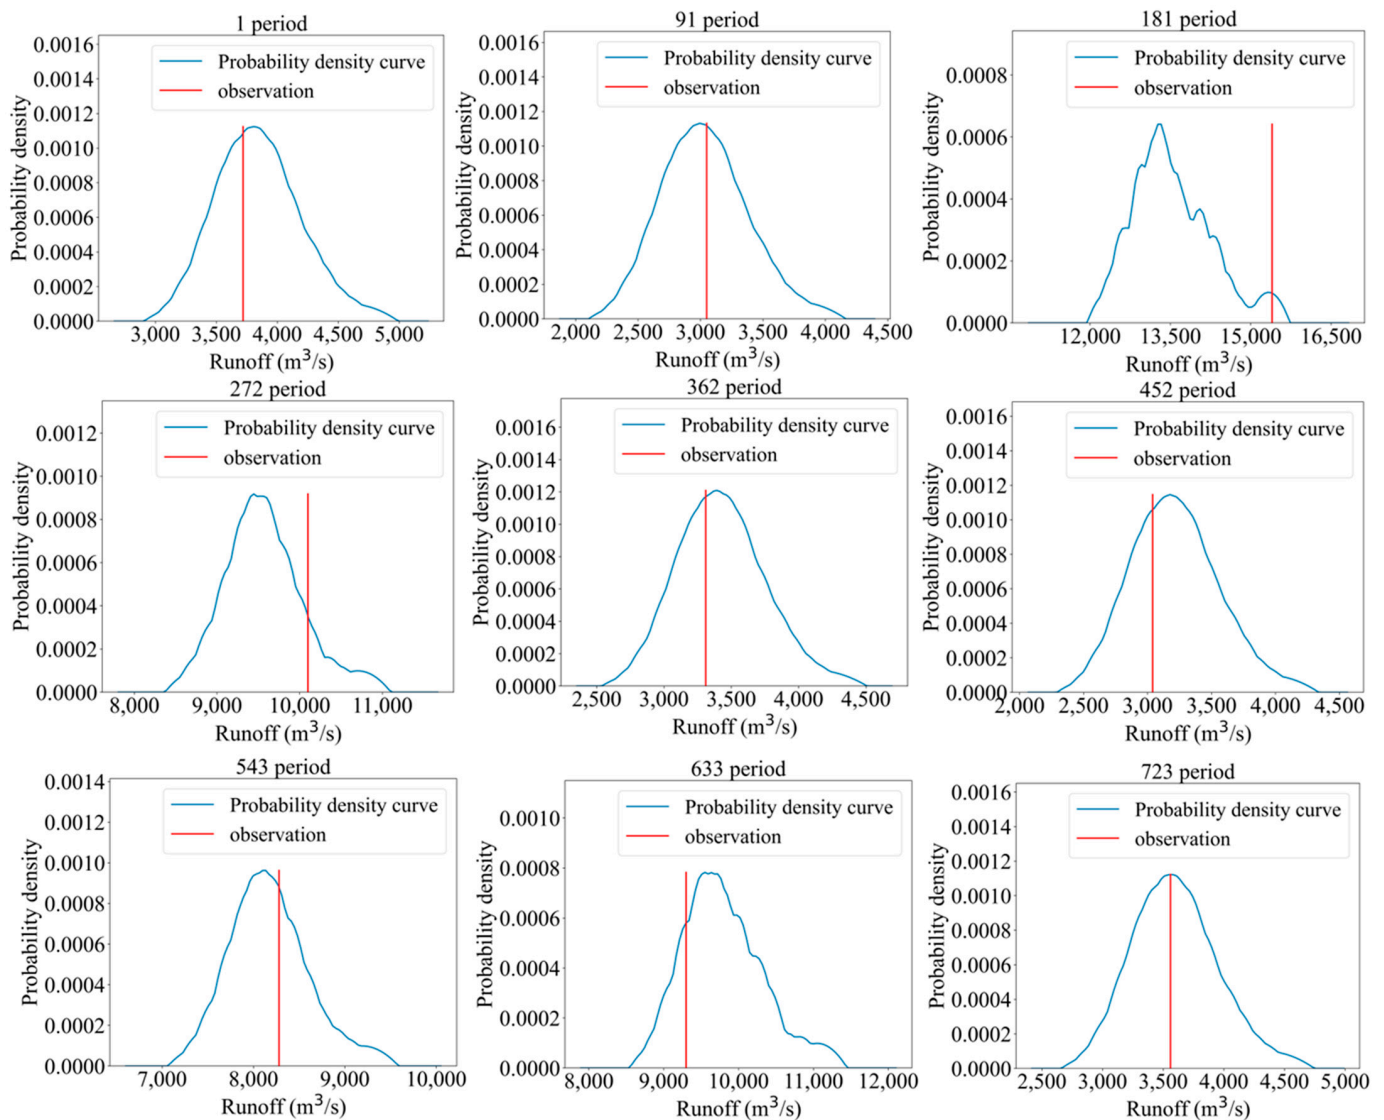 1 period
0.0016
0.0014
0.0012
0.0010
0.0008
0.0006
0.0004
0.0002
0.0000
Probability density
Probability density curve
observation
3,000
3,500
4,000
4,500
5,000
Runoff (m³/s)
91 period
0.0016
0.0014
0.0012
0.0010
0.0008
0.0006
0.0004
0.0002
0.0000
Probability density
Probability density curve
observation
2,000
2,500
3,000
3,500
4,000
4,500
Runoff (m³/s)
181 period
0.0008
0.0006
0.0004
0.0002
0.0000
Probability density
Probability density curve
observation
12,000
13,500
15,000
16,500
Runoff (m³/s)
272 period
0.0012
0.0010
0.0008
0.0006
0.0004
0.0002
0.0000
Probability density
Probability density curve
observation
8,000
9,000
10,000
11,000
Runoff (m³/s)
362 period
0.0016
0.0014
0.0012
0.0010
0.0008
0.0006
0.0004
0.0002
0.0000
Probability density
Probability density curve
observation
2,500
3,000
3,500
4,000
4,500
Runoff (m³/s)
452 period
0.0016
0.0014
0.0012
0.0010
0.0008
0.0006
0.0004
0.0002
0.0000
Probability density
Probability density curve
observation
2,000
2,500
3,000
3,500
4,000
4,500
Runoff (m³/s)
543 period
0.0014
0.0012
0.0010
0.0008
0.0006
0.0004
0.0002
0.0000
Probability density
Probability density curve
observation
7,000
8,000
9,000
10,000
Runoff (m³/s)
633 period
0.0010
0.0008
0.0006
0.0004
0.0002
0.0000
Probability density
Probability density curve
observation
8,000
9,000
10,000
11,000
12,000
Runoff (m³/s)
723 period
0.0016
0.0014
0.0012
0.0010
0.0008
0.0006
0.0004
0.0002
0.0000
Probability density
Probability density curve
observation
2,500
3,000
3,500
4,000
4,500
5,000
Runoff (m³/s)